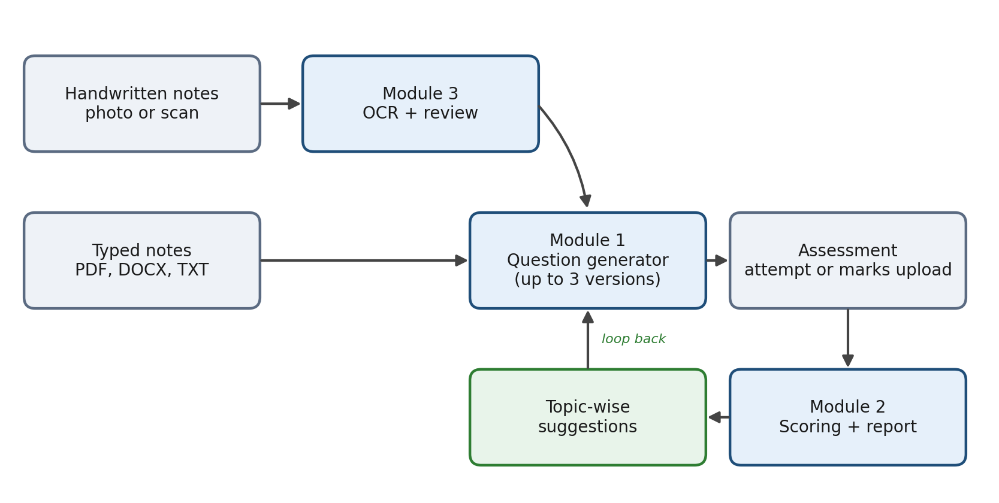 Handwritten notes
photo or scan
Module 3
OCR + review
Typed notes
PDF, DOCX, TXT
Module 1
Question generator
(up to 3 versions)
Assessment
attempt or marks upload
loop back
Topic-wise
suggestions
Module 2
Scoring + report